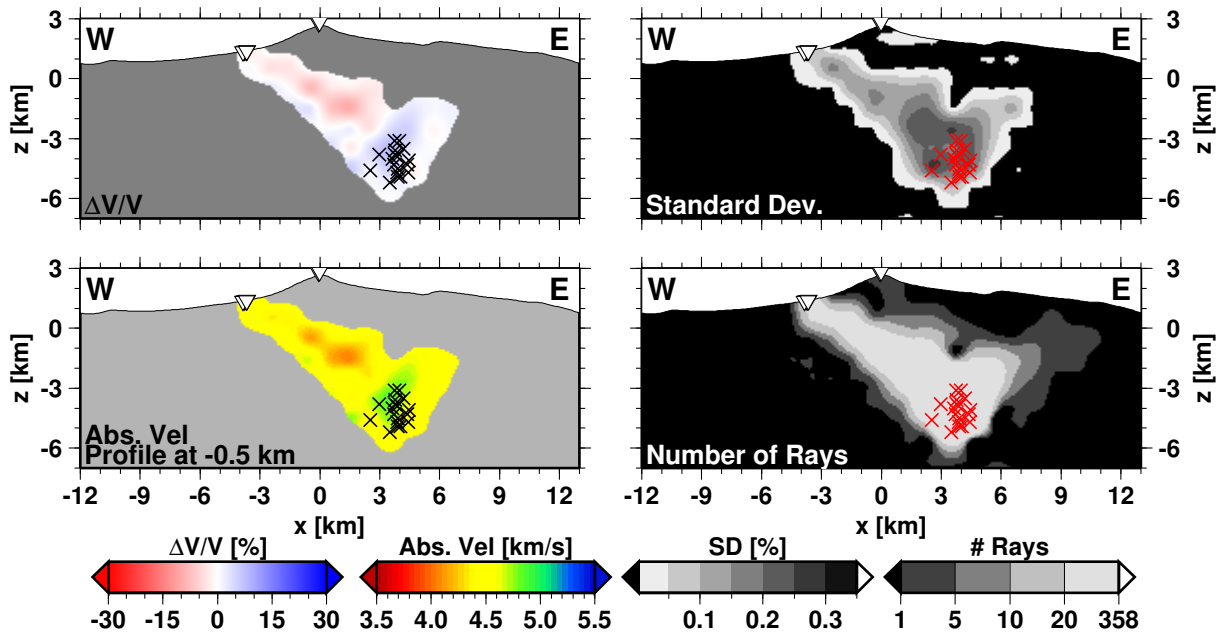 W E
W E
3
0
-3
-6
z [km]
ΔV/V
3
0
-3
-6
z [km]
Standard Dev.
W E
W E
3
0
-3
-6
z [km]
Abs. Vel
Profile at -0.5 km
3
0
-3
-6
z [km]
Number of Rays
-12 -9 -6 -3 0 3 6 9 12
-12 -9 -6 -3 0 3 6 9 12
x [km]
x [km]
ΔV/V [%]
Abs. Vel [km/s]
SD [%]
# Rays
-30 -15 0 15 30
3.5 4.0 4.5 5.0 5.5
0.1 0.2 0.3
1 5 10 20 358